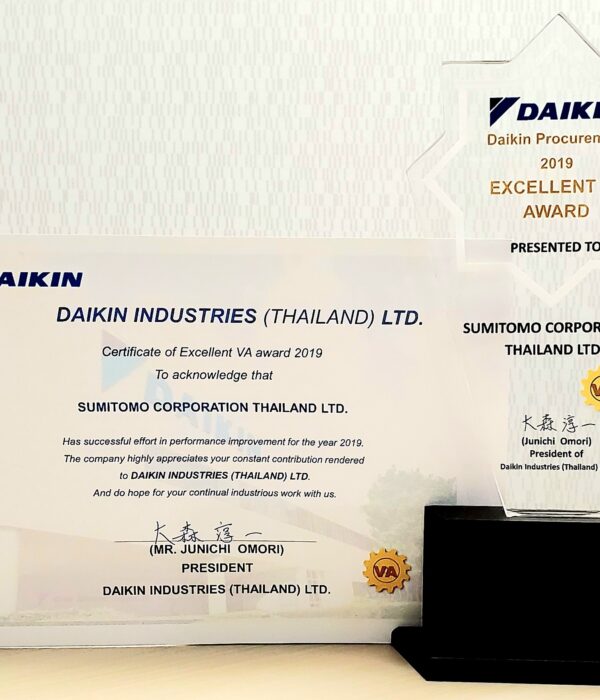 AIKIN
DAIKIN INDUSTRIES (THAILAND) LTD.
Certificate of Excellent VA award 2019
To acknowledge that
SUMITOMO CORPORATION THAILAND LTD.
Has successful effort in performance improvement for the year 2019.
The company highly appreciates your constant contribution rendered
to DAIKIN INDUSTRIES (THAILAND) LTD.
And do hope for your continual industrious work with us.
大森 淳一
(MR. JUNICHI OMORI)
PRESIDENT
DAIKIN INDUSTRIES (THAILAND) LTD.
VA
DAIKI
Daikin Procurem
2019
EXCELLENT
AWARD
PRESENTED TO
SUMITOMO CORPOR
THAILAND LTD
VA
大森 淳一
(Junichi Omori)
President of
Daikin Industries (Thailand)